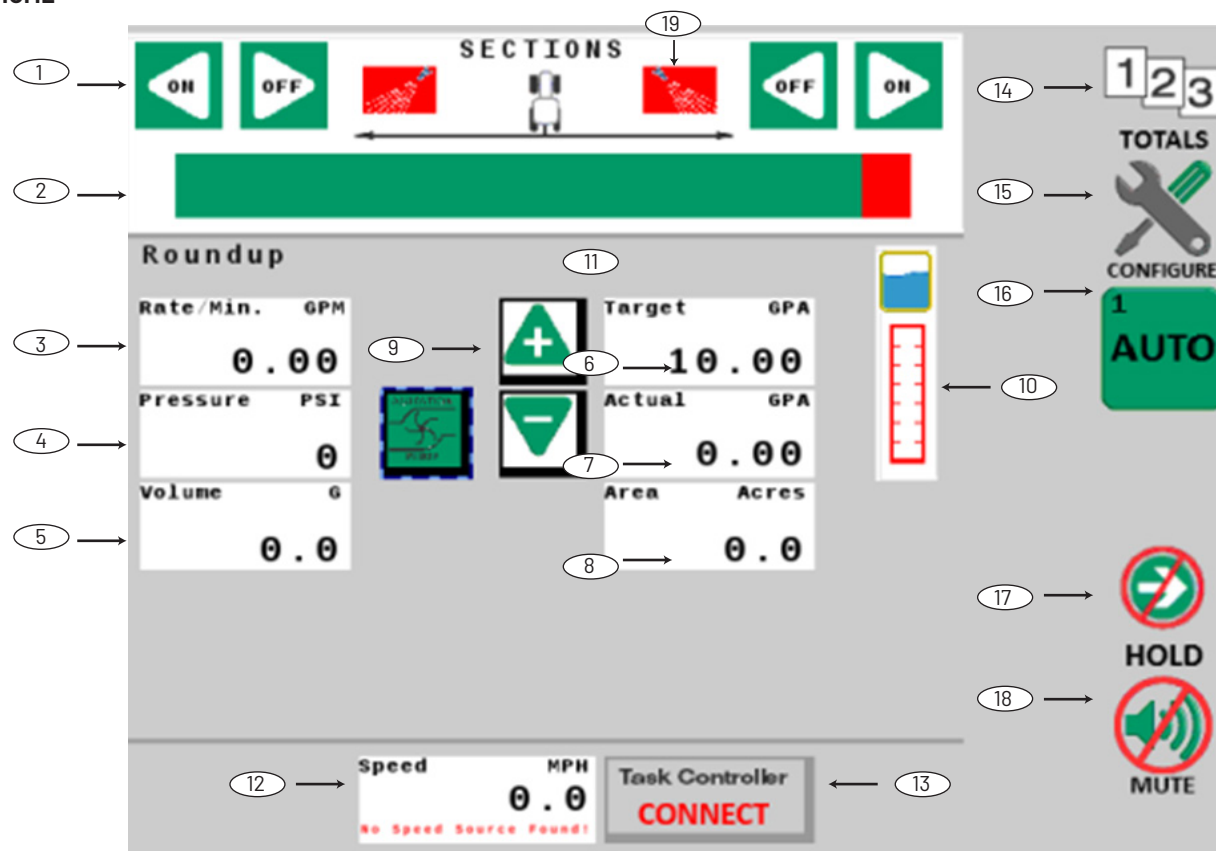 19
SECTIONS
1
ON
OFF
OFF
ON
14
1 2 3
TOTALS
2
15
CONFIGURE
Roundup
11
16
1
AUTO
3
Rate/Min. GPM
0.00
9
+
6
Target GPA
10.00
10
4
Pressure PSI
0
AGITATION
PUMP
−
7
Actual GPA
0.00
5
Volume G
0.0
8
Area Acres
0.0
17
HOLD
18
MUTE
12
Speed MPH
0.0
No Speed Source Found!
Task Controller
CONNECT
13